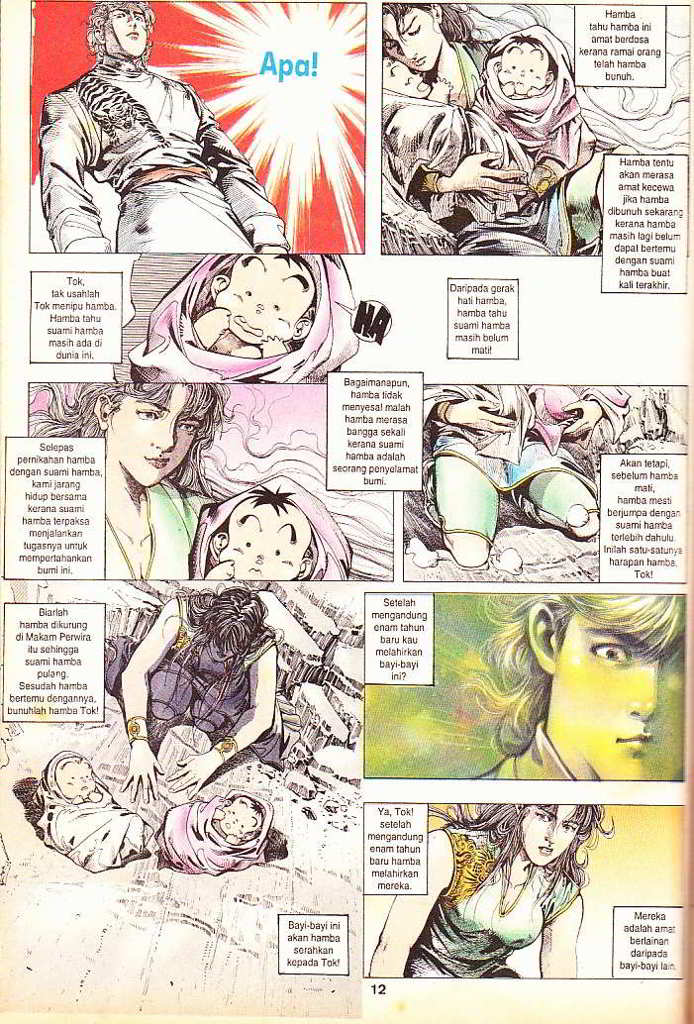 Apa!
Hamba
tahu hamba ini
amat berdosa
kerana ramai orang
telah hamba
bunuh.
Hamba tentu
akan merasa
amat kecewa
jika hamba
dibunuh sekarang
kerana hamba
masih lagi belum
dapat bertemu
dengan suami
hamba buat
kali terakhir.
Tok,
tak usahlah
Tok menipu hamba.
Hamba tahu
suami hamba
masih ada di
dunia ini.
HA
Daripada gerak
hati hamba,
hamba tahu
suami hamba
masih belum
mati!
Selepas
pernikahan hamba
dengan suami hamba,
kami jarang
hidup bersama
kerana suami
hamba terpaksa
menjalankan
tugasnya untuk
mempertahankan
bumi ini.
Bagaimanapun,
hamba tidak
menyesal malah
hamba merasa
bangga sekali
kerana suami
hamba adalah
seorang penyelamat
bumi.
Akan tetapi,
sebelum hamba
mati,
hamba mesti
berjumpa dengan
suami hamba
terlebih dahulu.
Inilah satu-satunya
harapan hamba,
Tok!
Biarlah
hamba dikurung
di Makam Perwira
itu sehingga
suami hamba
pulang.
Sesudah hamba
bertemu dengannya,
bunuhlah hamba Tok!
Bayi-bayi ini
akan hamba
serahkan
kepada Tok!
Setelah
mengandung
enam tahun
baru kau
melahirkan
bayi-bayi
ini?
Ya, Tok!
setelah
mengandung
enam tahun
baru hamba
melahirkan
mereka.
Mereka
adalah amat
berlainan
daripada
bayi-bayi lain.
12